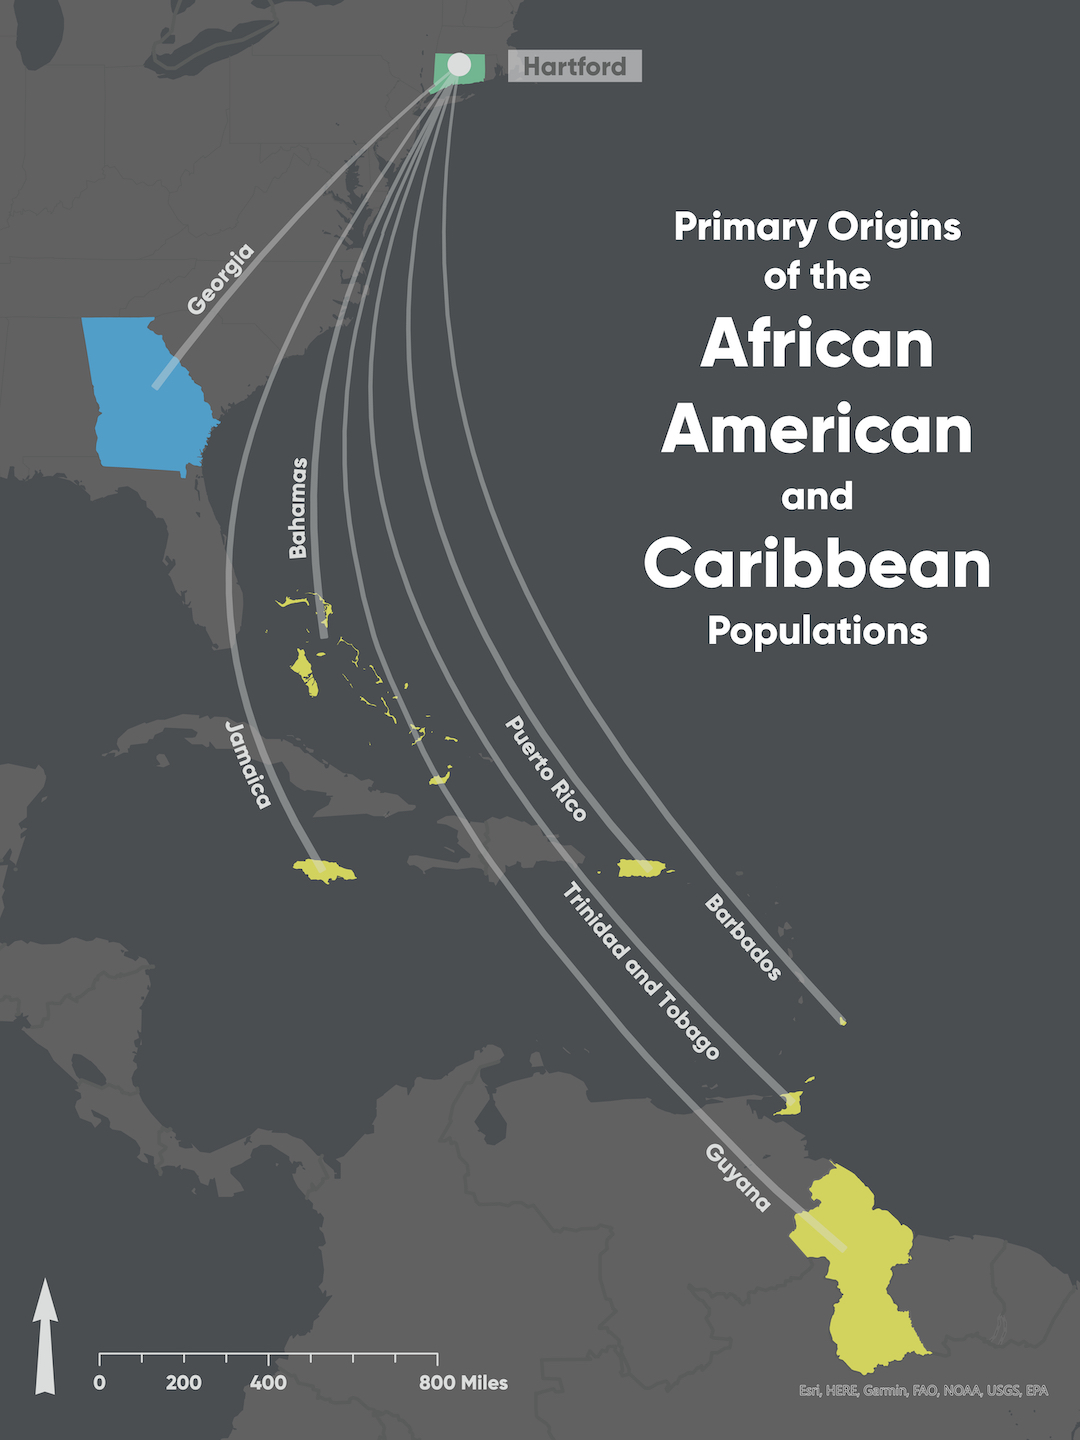 Hartford
Primary Origins
of the
African
American
and
Caribbean
Populations
Georgia
Bahamas
Jamaica
Puerto Rico
Barbados
Trinidad and Tobago
Guyana
0 200 400 800 Miles
Esri, HERE, Garmin, FAO, NOAA, USGS, EPA